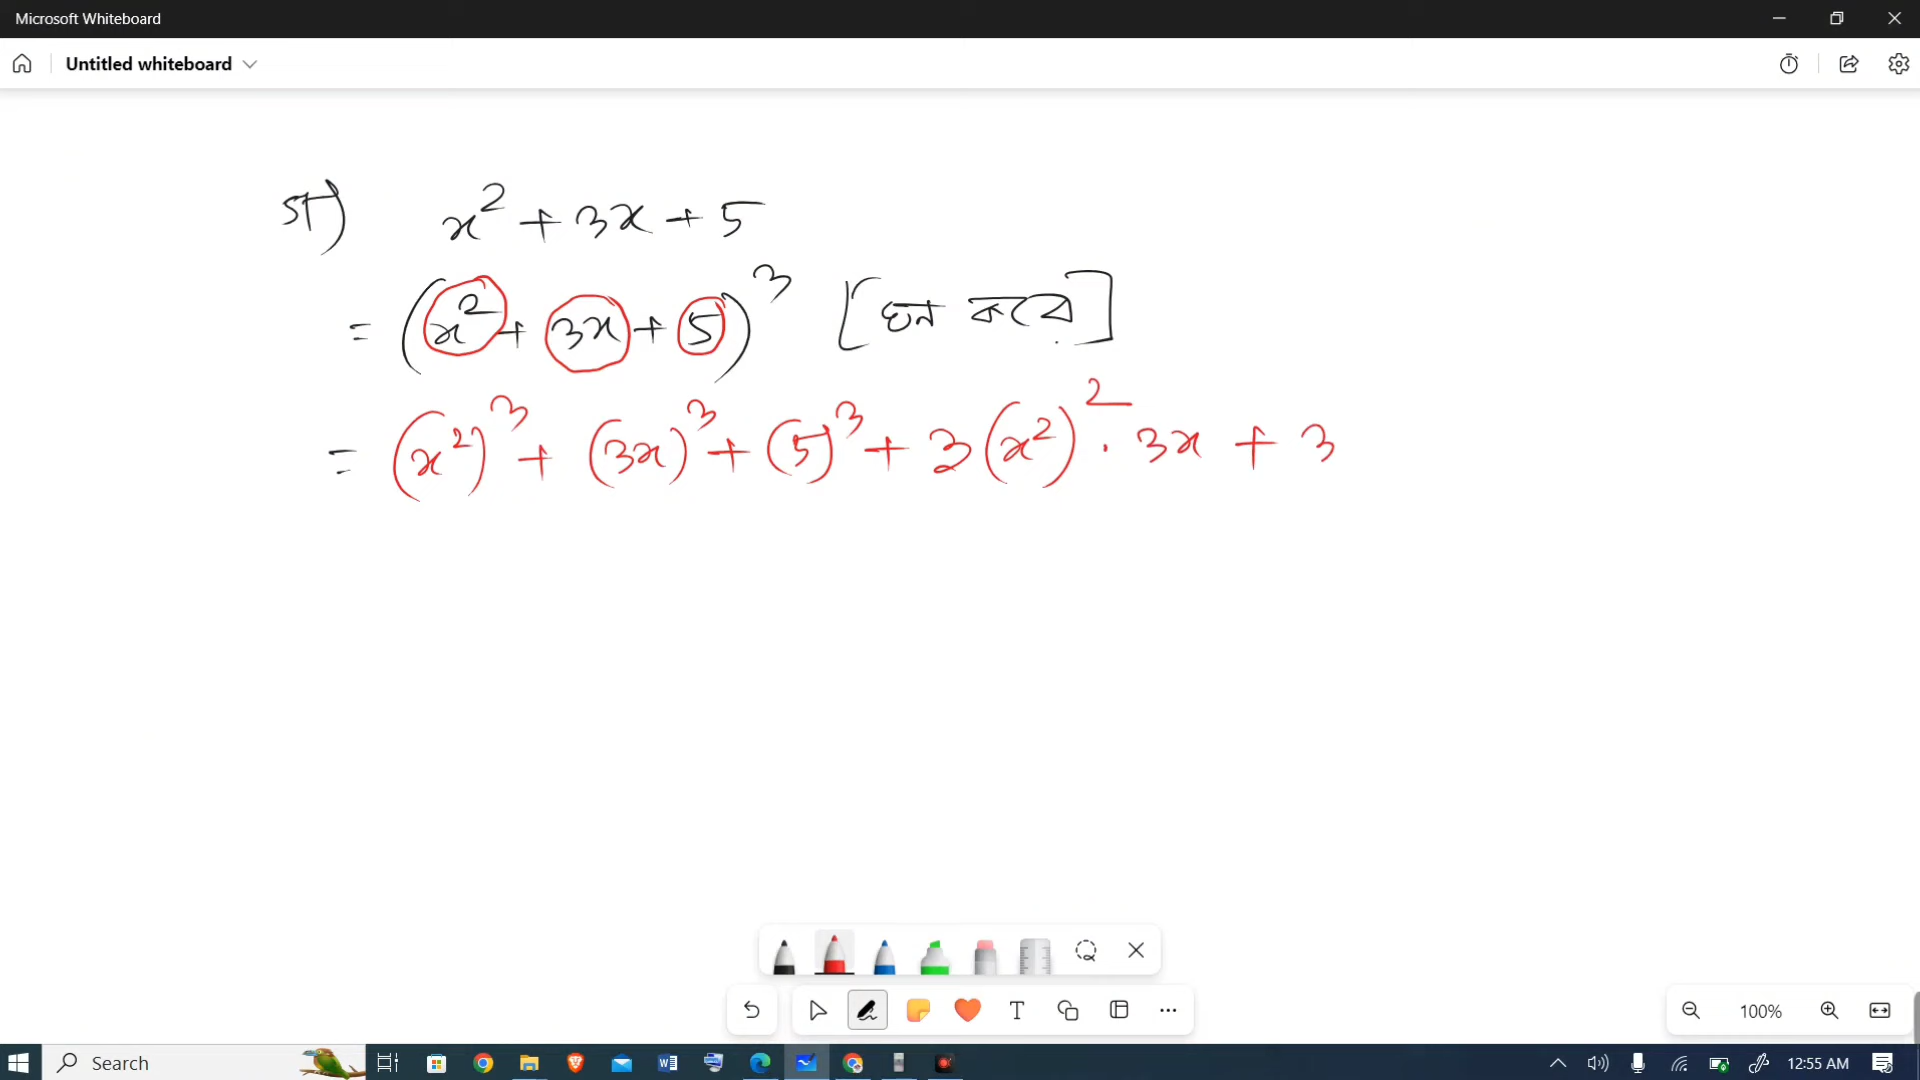 Microsoft Whiteboard
Untitled whiteboard
গ) x² + 3x + 5
= (x² + 3x + 5)³ [ঘন করে]
= (x²)³ + (3x)³ + (5)³ + 3(x²)² · 3x + 3
100%
Search
12:55 AM